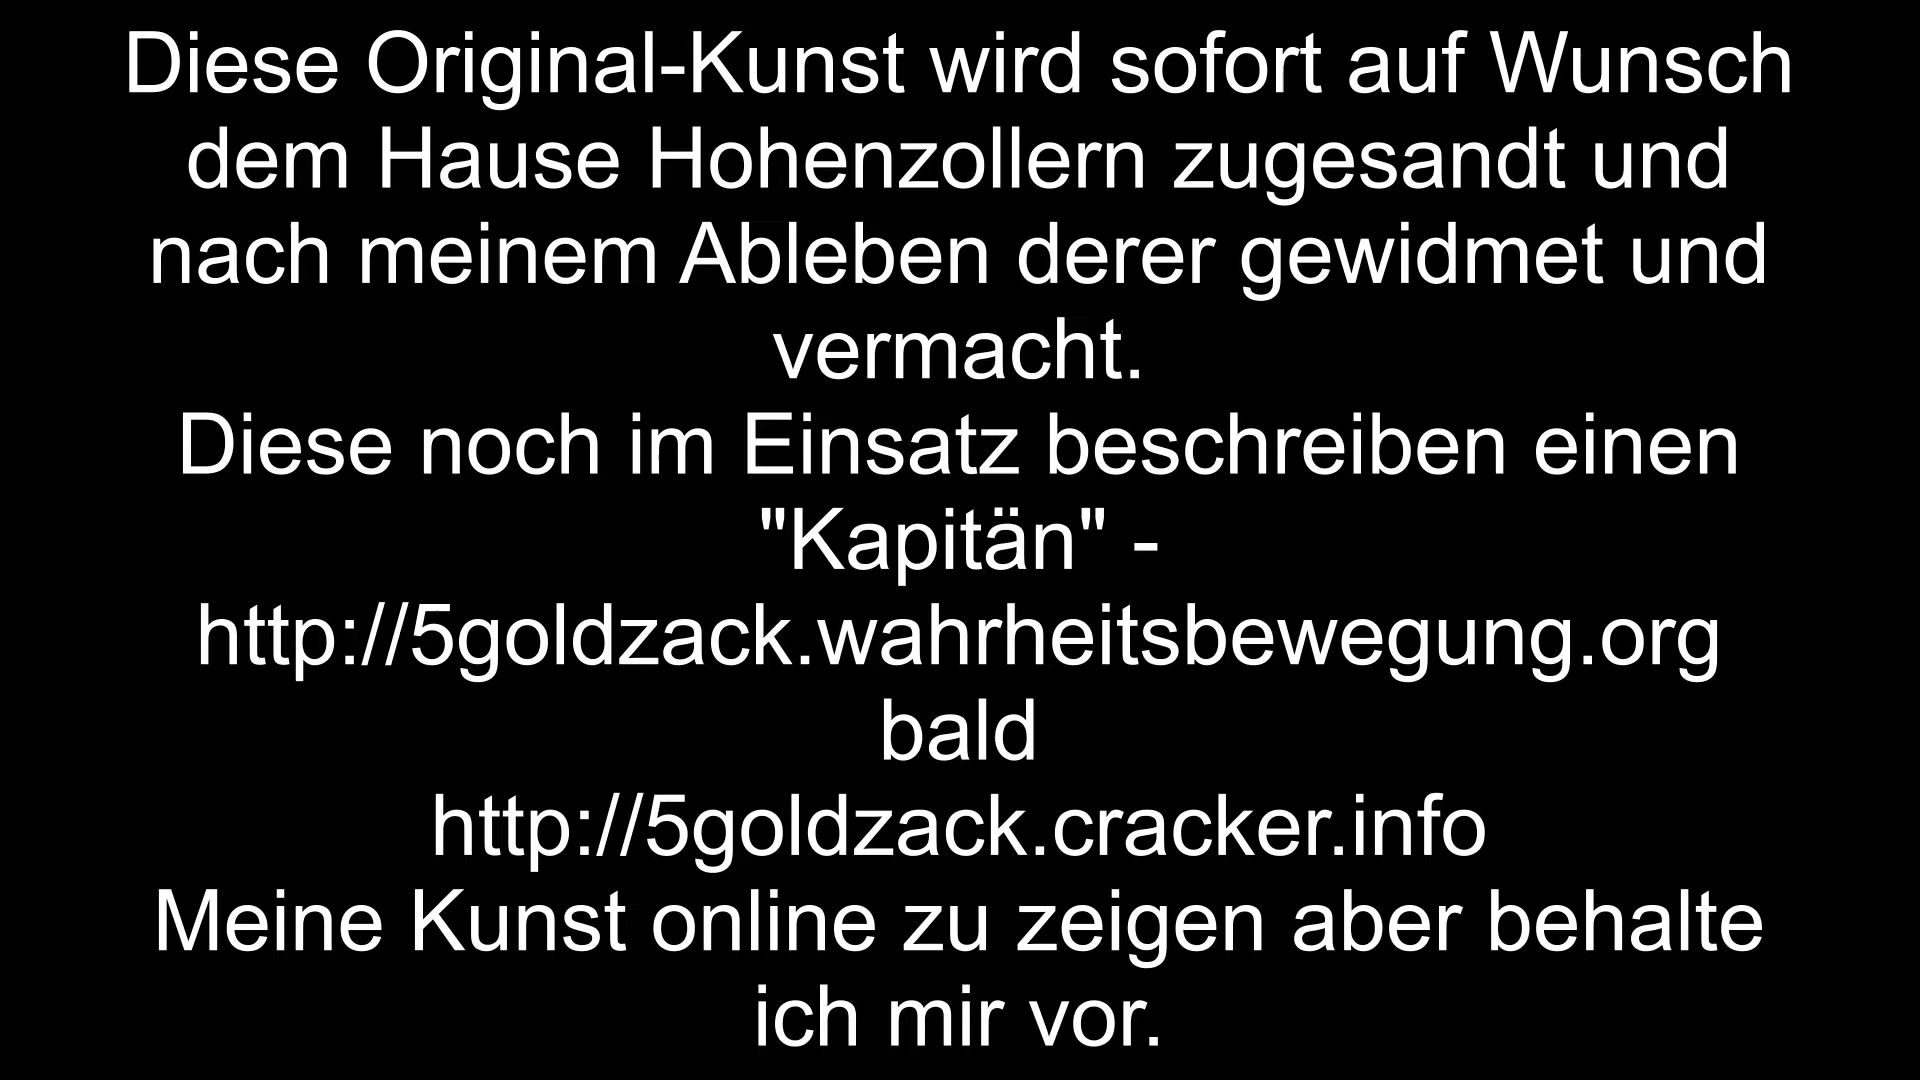 Diese Original-Kunst wird sofort auf Wunsch
dem Hause Hohenzollern zugesandt und
nach meinem Ableben derer gewidmet und
vermacht.
Diese noch im Einsatz beschreiben einen
"Kapitän" -
http://5goldzack.wahrheitsbewegung.org
bald
http://5goldzack.cracker.info
Meine Kunst online zu zeigen aber behalte
ich mir vor.